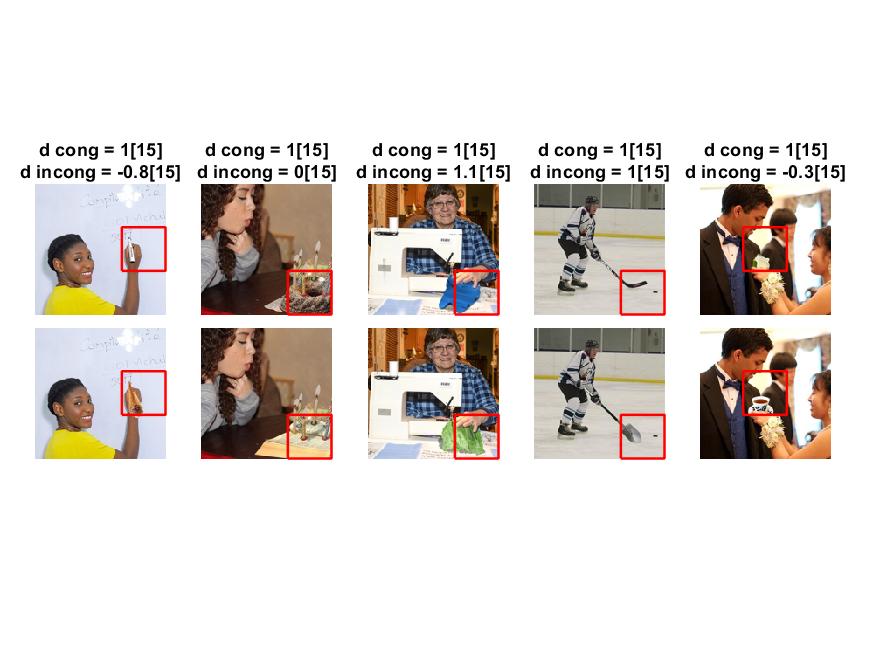 d cong = 1[15]
d incong = -0.8[15]
d cong = 1[15]
d incong = 0[15]
d cong = 1[15]
d incong = 1.1[15]
d cong = 1[15]
d incong = 1[15]
d cong = 1[15]
d incong = -0.3[15]